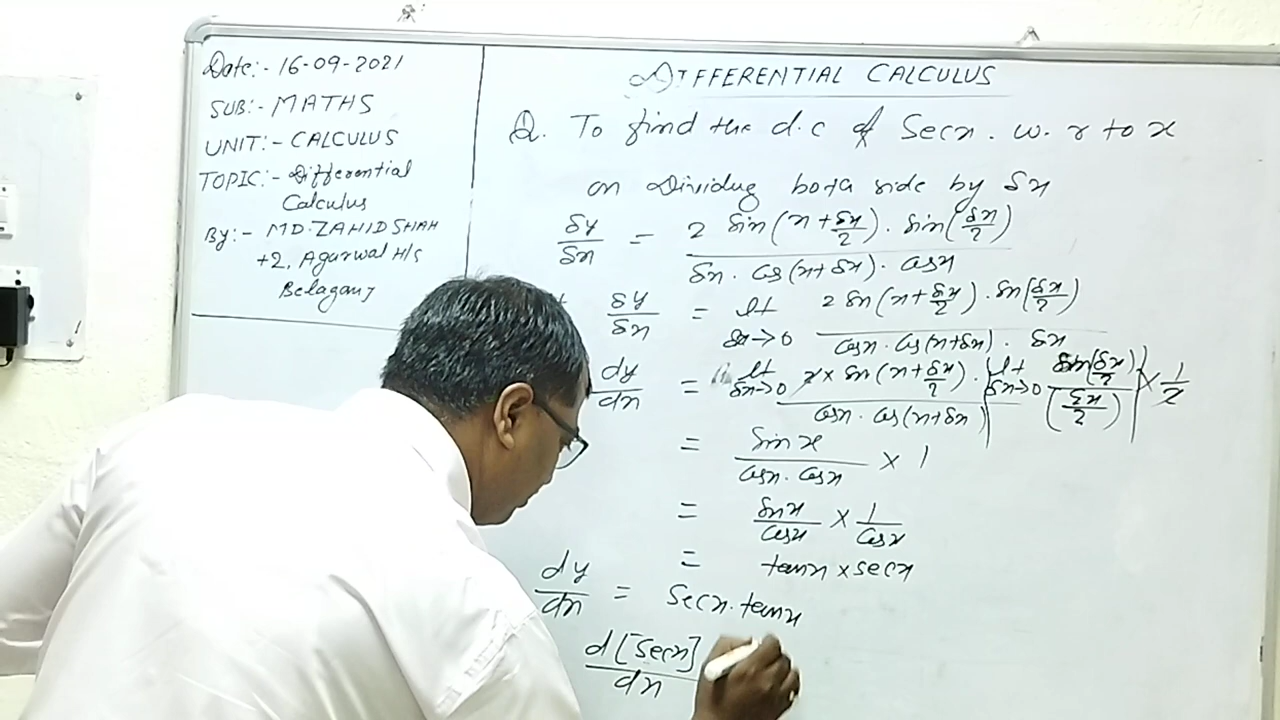 Date:- 16-09-2021
SUB:- MATHS
UNIT:- CALCULUS
TOPIC:- Differential
Calculus
By:- MD. ZAHID SHAH
+2, Agarwal H/S
DIFFERENTIAL CALCULUS
Q. To find the d.c of Secx. w. r to x
on Dividing both side by δx
δy/δx = 2 sin(x+δx/2). sin(δx/2) / δx. cos(x+δx). cosx
δy/δx = lt δx→0 2 sin(x+δx/2). sin(δx/2) / cosx. cos(x+δx). δx
dy/dx = lt δx→0 2× sin(x+δx/2) / cosx. cos(x+δx) . lt δx→0 sin(δx/2) / (δx/2) × 1/2
= sinx / cosx. cosx × 1
= sinx/cosx × 1/cosx
= tanx × secx
dy/dx = Secx. tanx
d[Secx]/dx